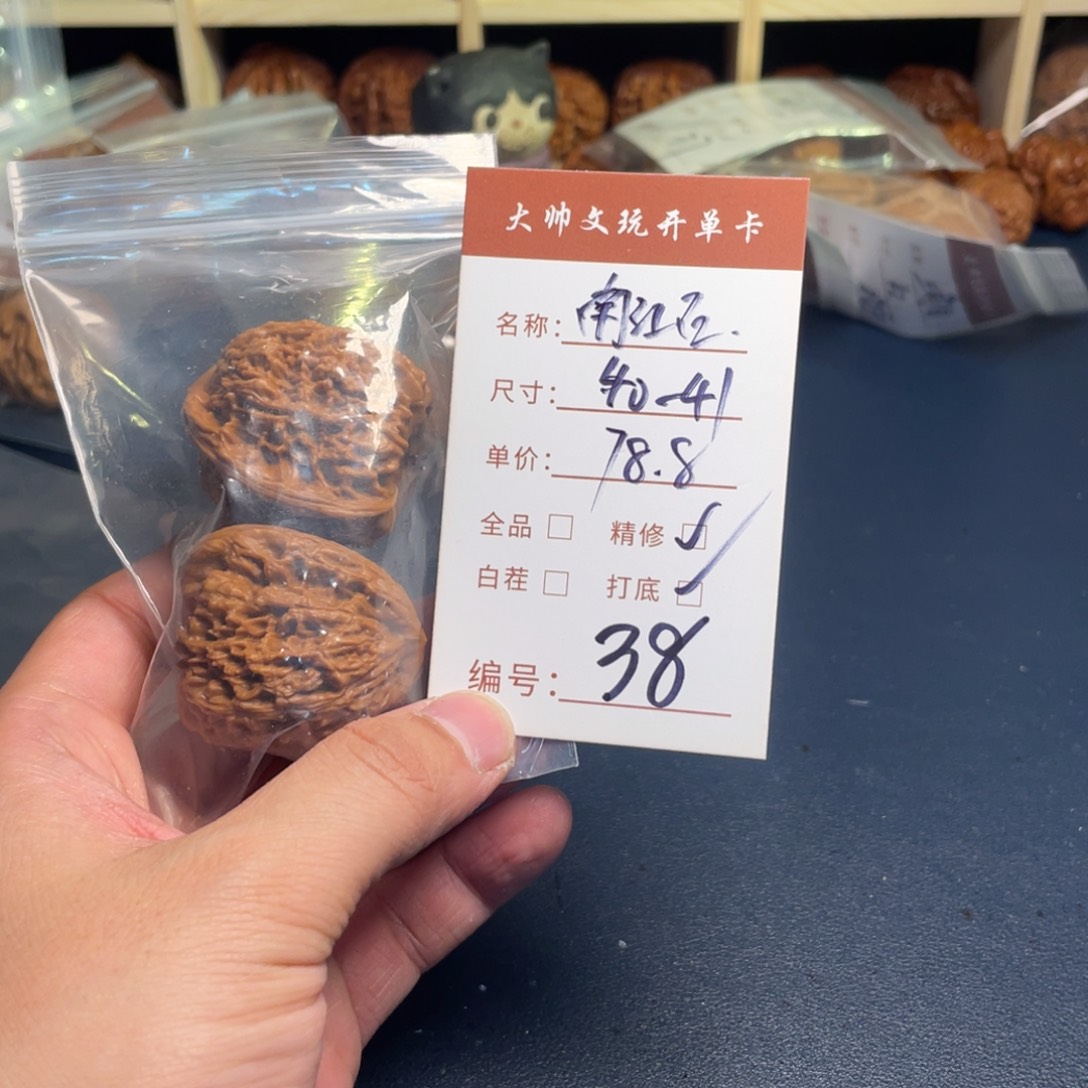 大帅文玩开单卡
名称：南红石
尺寸：40-41
单价：78.8
全品 □ 精修 ☑
白茬 □ 打底 ☑
编号：38